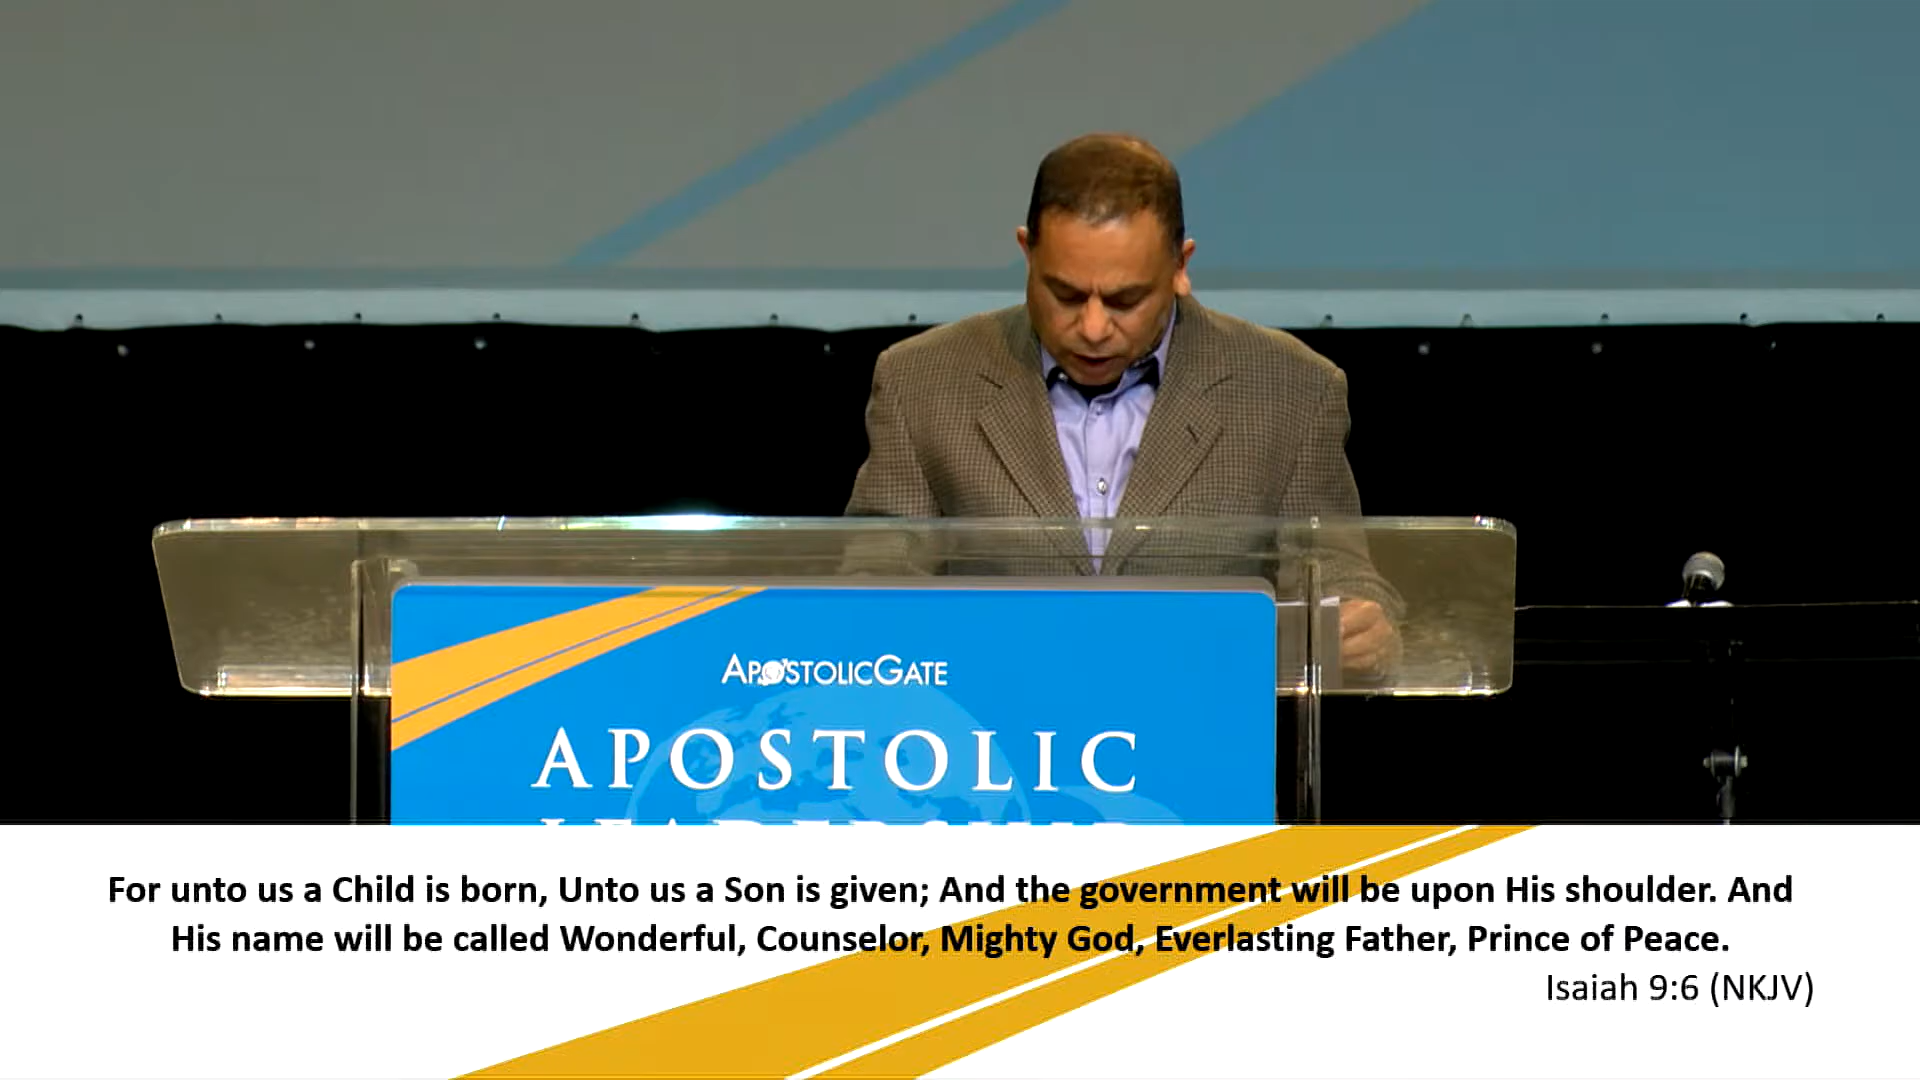 APOSTOLICGATE
APOSTOLIC
LEADERSHIP
For unto us a Child is born, Unto us a Son is given; And the government will be upon His shoulder. And
His name will be called Wonderful, Counselor, Mighty God, Everlasting Father, Prince of Peace.
Isaiah 9:6 (NKJV)